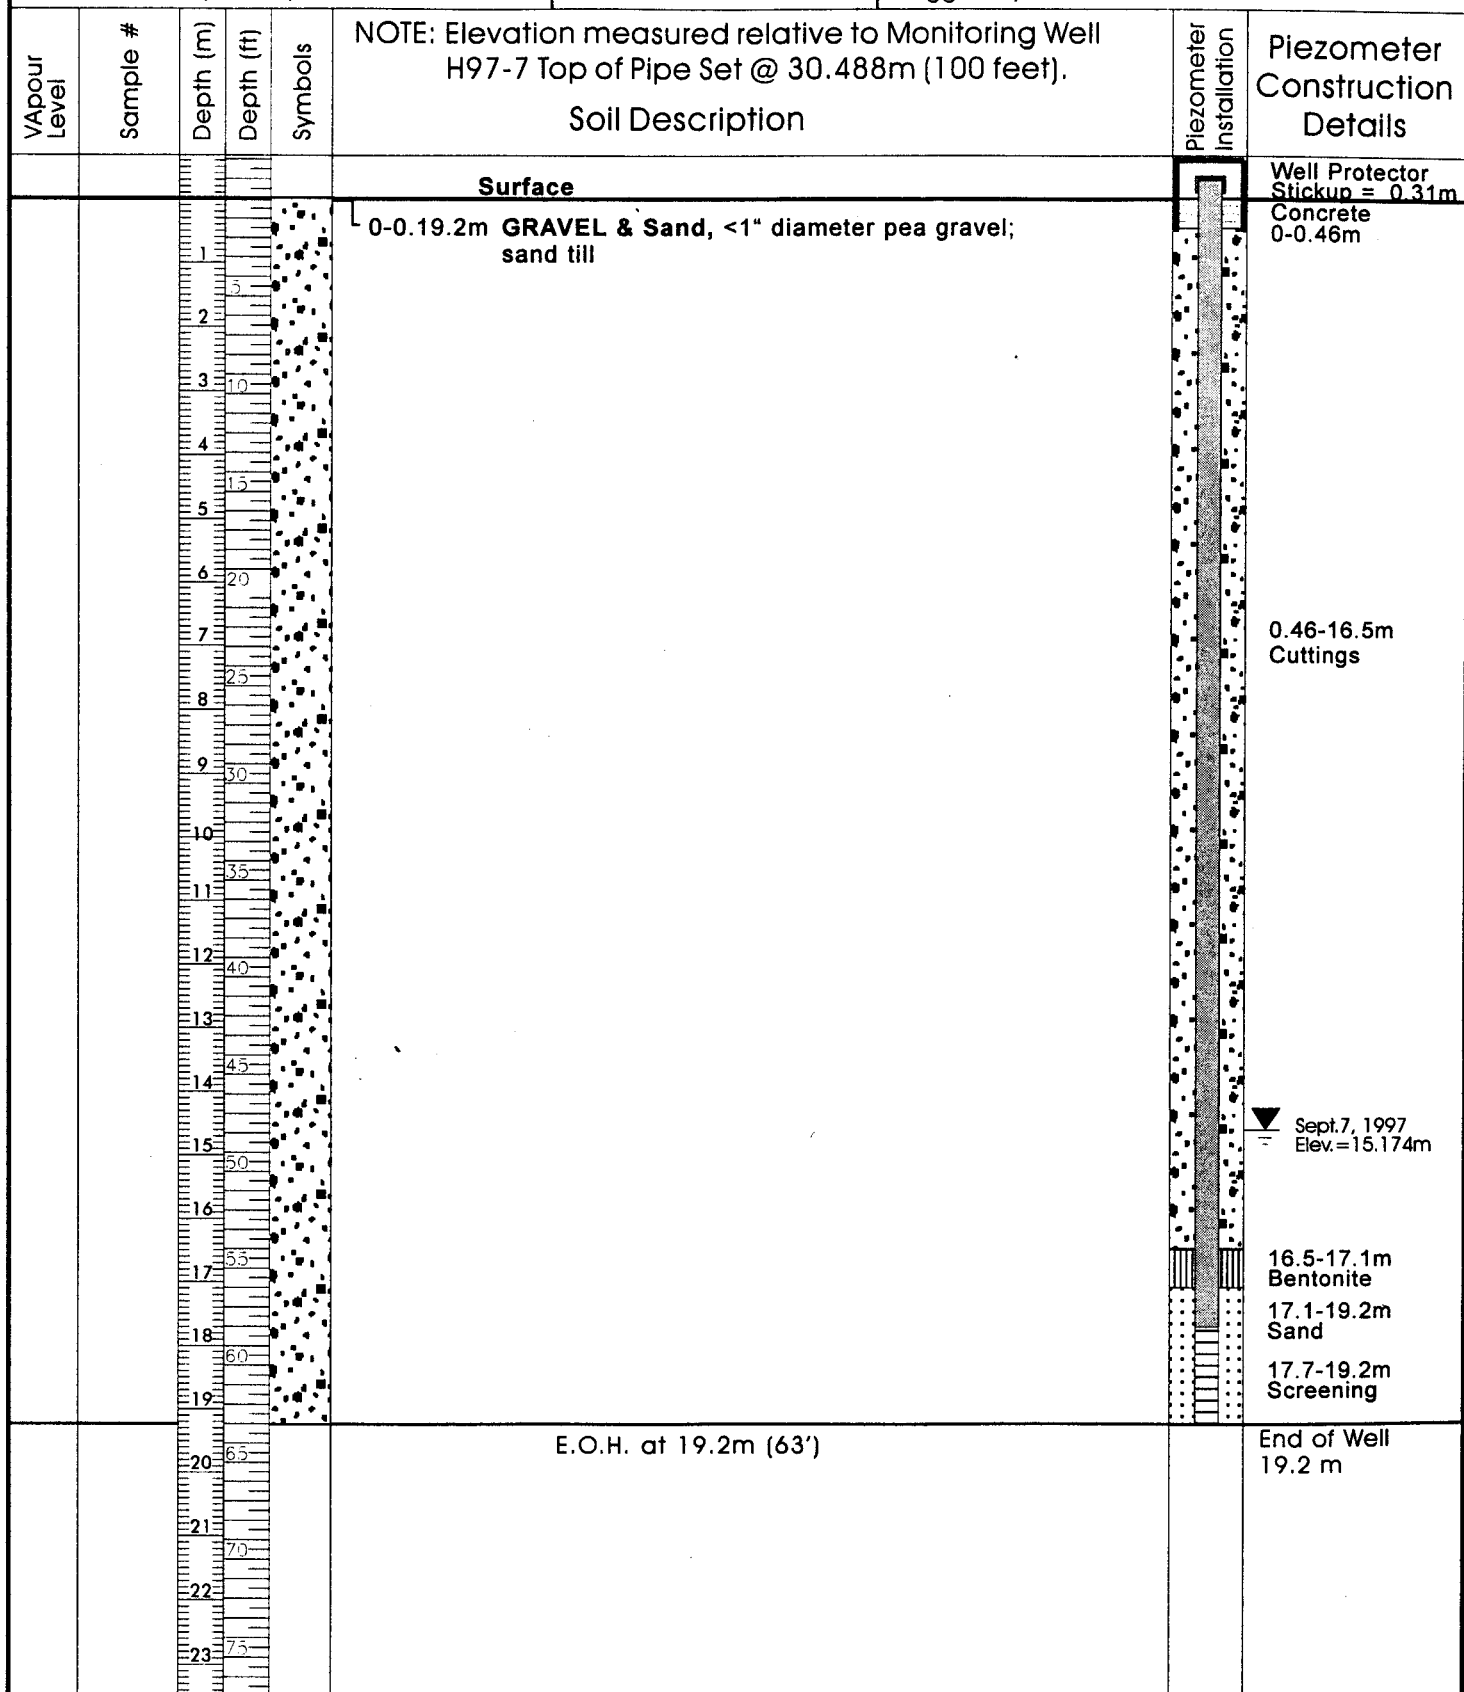 VApour
Level
Sample #
Depth (m)
Depth (ft)
Symbols
NOTE: Elevation measured relative to Monitoring Well
H97-7 Top of Pipe Set @ 30.488m (100 feet).
Soil Description
Piezometer
Installation
Piezometer
Construction
Details
Surface
Well Protector
Stickup = 0.31m
0-0.19.2m GRAVEL & Sand, <1" diameter pea gravel;
sand till
Concrete
0-0.46m
1
5
2
3
10
4
15
5
6
20
7
0.46-16.5m
Cuttings
25
8
9
30
10
35
11
12
40
13
45
14
Sept.7, 1997
Elev.=15.174m
15
50
16
55
17
16.5-17.1m
Bentonite
17.1-19.2m
Sand
18
60
17.7-19.2m
Screening
19
E.O.H. at 19.2m (63')
End of Well
19.2 m
65
20
21
70
22
75
23